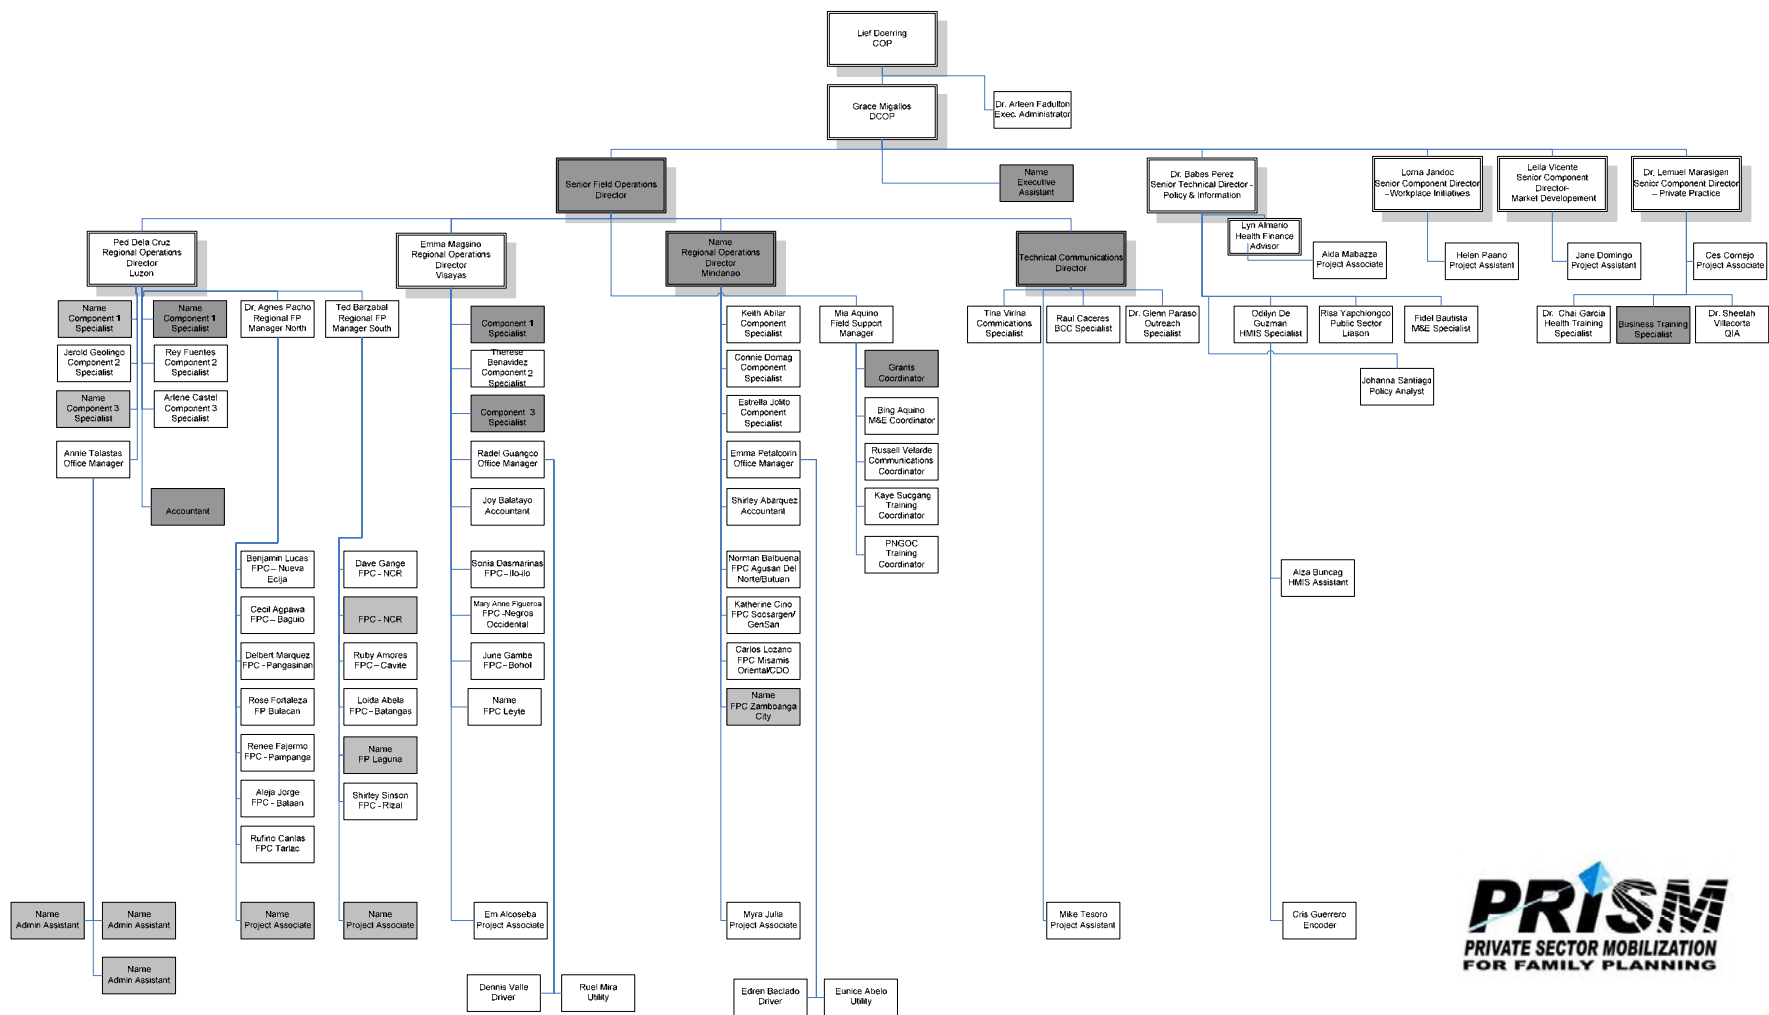 Lief Doerring
COP
Grace Migallos
DCOP
Dr. Arleen Fadullon
Exec. Administrator
Senior Field Operations
Director
Name
Executive
Assistant
Dr. Babes Perez
Senior Technical Director -
Policy & Information
Lorna Jandoc
Senior Component Director
– Workplace Initiatives
Leila Vicente
Senior Component
Director-
Market Developement
Dr. Lemuel Marasigan
Senior Component Director
– Private Practice
Lyn Almario
Health Finance
Advisor
Aida Mabazza
Project Associate
Helen Paano
Project Assistant
Jane Domingo
Project Assistant
Ces Cornejo
Project Associate
Ped Dela Cruz
Regional Operations
Director
Luzon
Emma Magsino
Regional Operations
Director
Visayas
Name
Regional Operations
Director
Mindanao
Technical Communications
Director
Name
Component 1
Specialist
Name
Component 1
Specialist
Dr. Agnes Pacho
Regional FP
Manager North
Ted Barzabal
Regional FP
Manager South
Component 1
Specialist
Keith Abilar
Component
Specialist
Mia Aquino
Field Support
Manager
Tina Virina
Commications
Specialist
Raul Caceres
BCC Specialist
Dr. Glenn Paraso
Outreach
Specialist
Odilyn De
Guzman
HMIS Specialist
Risa Yapchiongco
Public Sector
Liason
Fidel Bautista
M&E Specialist
Dr. Chai Garcia
Health Training
Specialist
Business Training
Specialist
Dr. Sheelah
Villacorta
QIA
Jerold Geolingo
Component 2
Specialist
Rey Fuentes
Component 2
Specialist
Therese
Benavidez
Component 2
Specialist
Connie Domag
Component
Specialist
Grants
Coordinator
Johanna Santiago
Policy Analyst
Name
Component 3
Specialist
Arlene Castel
Component 3
Specialist
Component 3
Specialist
Estrella Jolito
Component
Specialist
Bing Aquino
M&E Coordinator
Annie Talastas
Office Manager
Radel Guangco
Office Manager
Emma Petalcorin
Office Manager
Russell Velarde
Communications
Coordinator
Accountant
Joy Balatayo
Accountant
Shirley Abarquez
Accountant
Kaye Sucgang
Training
Coordinator
PNGOC
Training
Coordinator
Benjamin Lucas
FPC – Nueva
Ecija
Dave Gange
FPC - NCR
Sonia Dasmarinas
FPC – Ilo-ilo
Norman Balbuena
FPC Agusan Del
Norte/Butuan
Aiza Buncag
HMIS Assistant
Cecil Agpawa
FPC – Baguio
FPC - NCR
Mary Anne Figueroa
FPC -Negros
Occidental
Katherine Cino
FPC Socsargen/
GenSan
Delbert Marquez
FPC - Pangasinan
Ruby Amores
FPC – Cavite
June Gambe
FPC – Bohol
Carlos Lozano
FPC Misamis
Oriental/CDO
Rose Fortaleza
FP Bulacan
Loida Abela
FPC – Batangas
Name
FPC Leyte
Name
FPC Zamboanga
City
Renee Fajermo
FPC - Pampanga
Name
FP Laguna
Aleja Jorge
FPC - Bataan
Shirley Sinson
FPC - Rizal
Rufino Canlas
FPC Tarlac
Name
Admin Assistant
Name
Admin Assistant
Name
Project Associate
Name
Project Associate
Em Alcoseba
Project Associate
Myra Julia
Project Associate
Mike Tesoro
Project Assistant
Cris Guerrero
Encoder
Name
Admin Assistant
Dennis Valle
Driver
Ruel Mira
Utility
Edren Baclado
Driver
Eunice Abelo
Utility
PRiSM
PRIVATE SECTOR MOBILIZATION
FOR FAMILY PLANNING